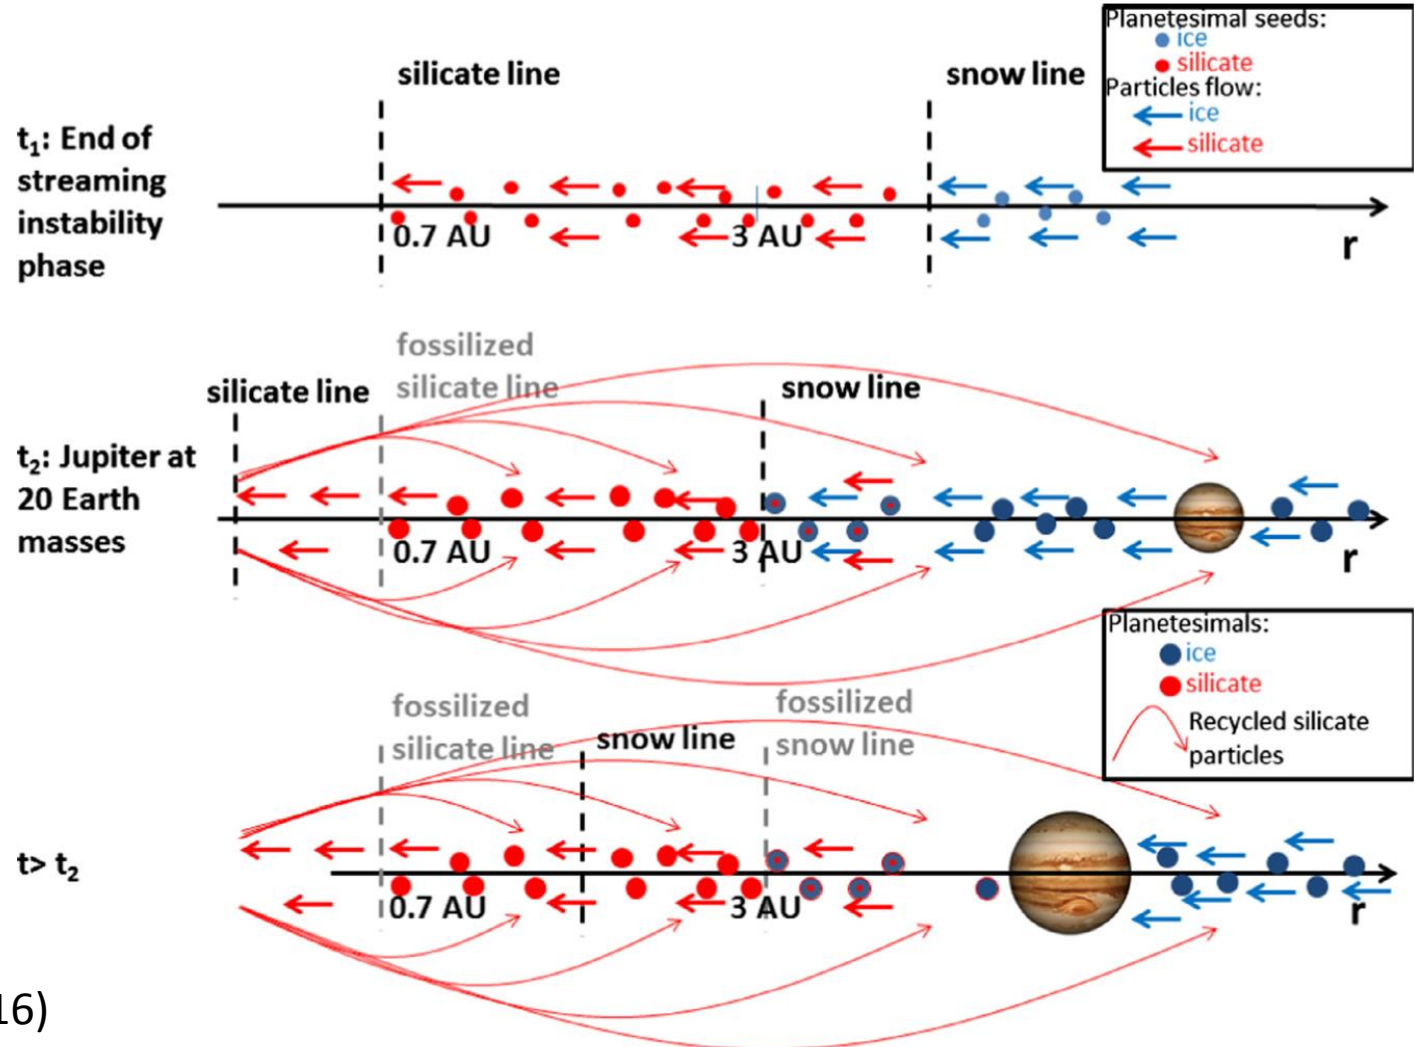 Planetesimal seeds:
ice
silicate
Particles flow:
ice
silicate
silicate line
snow line
t₁: End of
streaming
instability
phase
0.7 AU
3 AU
r
fossilized
silicate line
silicate line
snow line
t₂: Jupiter at
20 Earth
masses
0.7 AU
3 AU
r
Planetesimals:
ice
silicate
Recycled silicate
particles
fossilized
silicate line
snow line
fossilized
snow line
t> t₂
0.7 AU
3 AU
r
16)